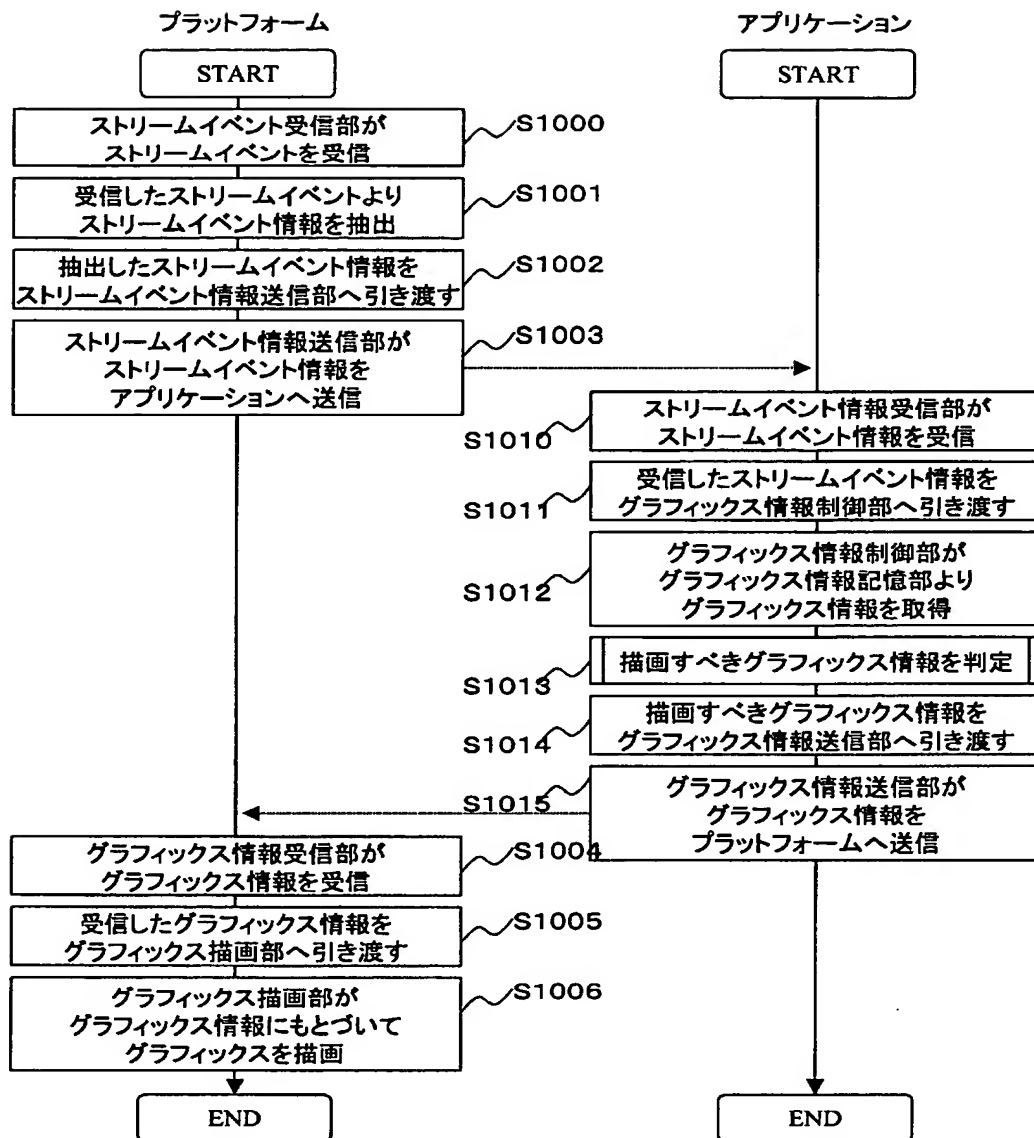 プラットフォーム
START
ストリームイベント受信部が
ストリームイベントを受信
S1000
受信したストリームイベントより
ストリームイベント情報を抽出
S1001
抽出したストリームイベント情報を
ストリームイベント情報送信部へ引き渡す
S1002
ストリームイベント情報送信部が
ストリームイベント情報を
アプリケーションへ送信
S1003
アプリケーション
START
S1010
ストリームイベント情報受信部が
ストリームイベント情報を受信
S1011
受信したストリームイベント情報を
グラフィックス情報制御部へ引き渡す
S1012
グラフィックス情報制御部が
グラフィックス情報記憶部より
グラフィックス情報を取得
S1013
描画すべきグラフィックス情報を判定
S1014
描画すべきグラフィックス情報を
グラフィックス情報送信部へ引き渡す
S1015
グラフィックス情報送信部が
グラフィックス情報を
プラットフォームへ送信
グラフィックス情報受信部が
グラフィックス情報を受信
S1004
受信したグラフィックス情報を
グラフィックス描画部へ引き渡す
S1005
グラフィックス描画部が
グラフィックス情報にもとづいて
グラフィックスを描画
S1006
END
END